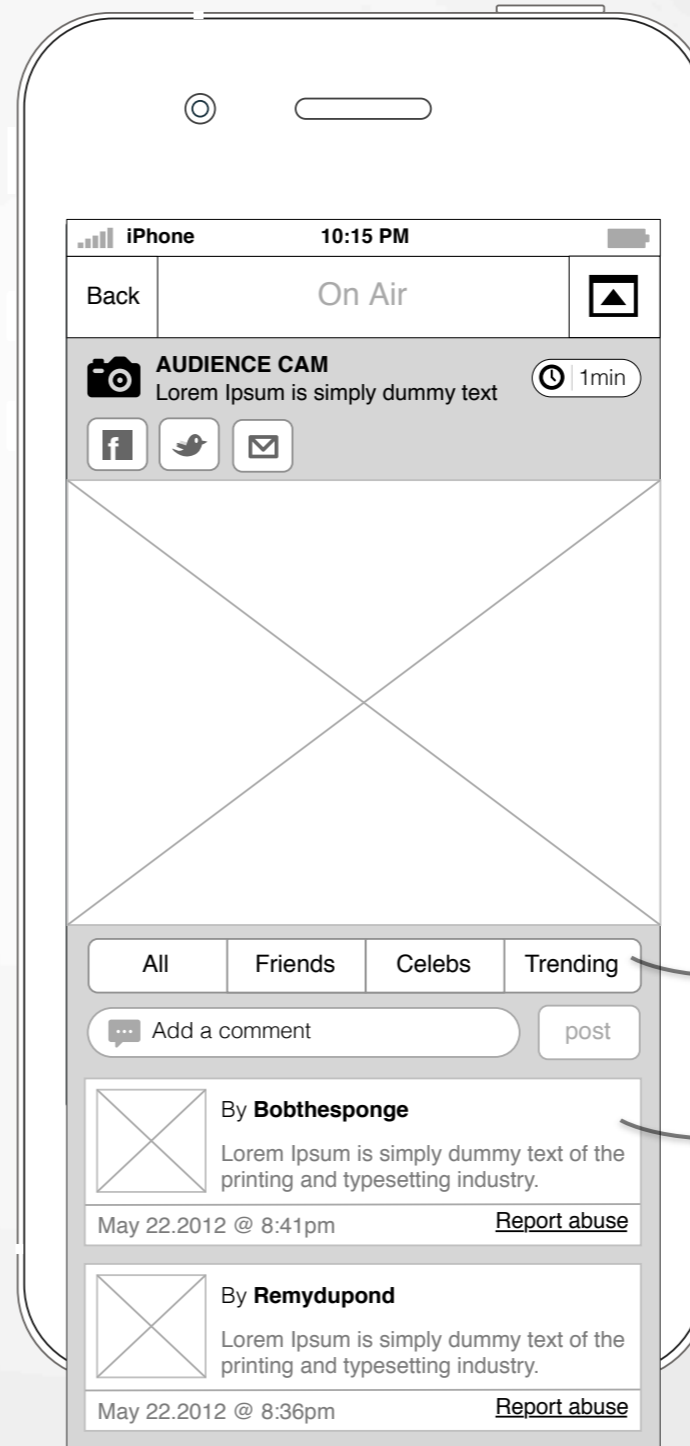 iPhone 10:15 PM
Back On Air
AUDIENCE CAM
Lorem Ipsum is simply dummy text
1min
f
All Friends Celebs Trending
Add a comment post
By Bobthesponge
Lorem Ipsum is simply dummy text of the
printing and typesetting industry.
May 22.2012 @ 8:41pm Report abuse
By Remydupond
Lorem Ipsum is simply dummy text of the
printing and typesetting industry.
May 22.2012 @ 8:36pm Report abuse